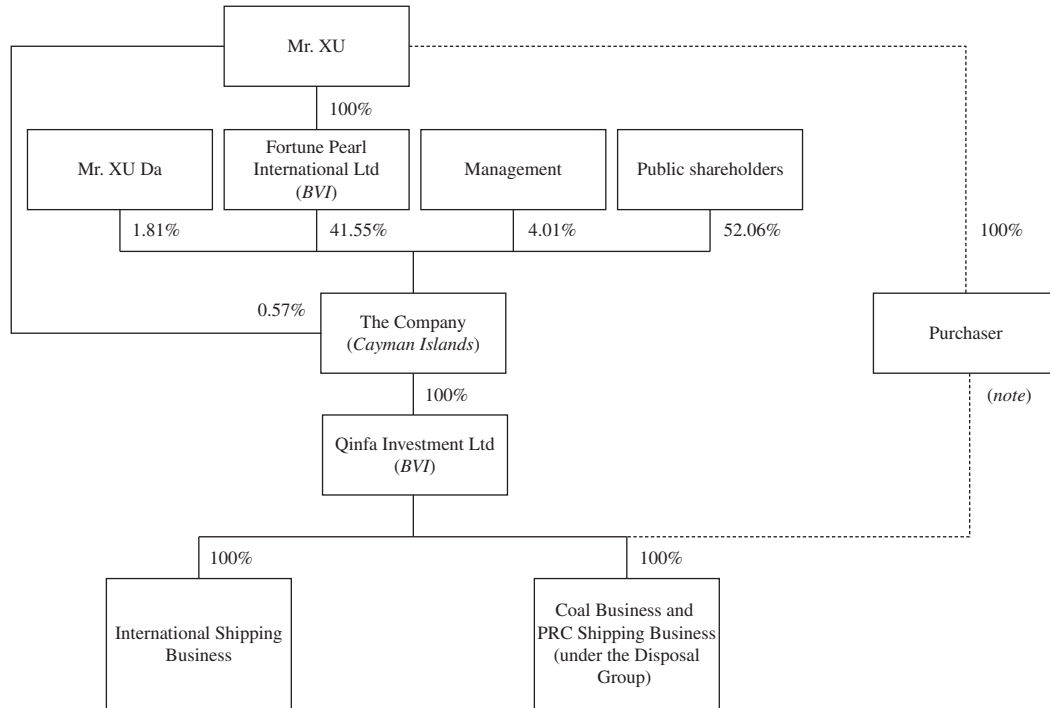 Mr. XU
100%
Mr. XU Da
Fortune Pearl
International Ltd
(BVI)
Management
Public shareholders
1.81%
41.55%
4.01%
52.06%
100%
0.57%
The Company
(Cayman Islands)
Purchaser
100%
(note)
Qinfa Investment Ltd
(BVI)
100%
100%
International Shipping
Business
Coal Business and
PRC Shipping Business
(under the Disposal
Group)